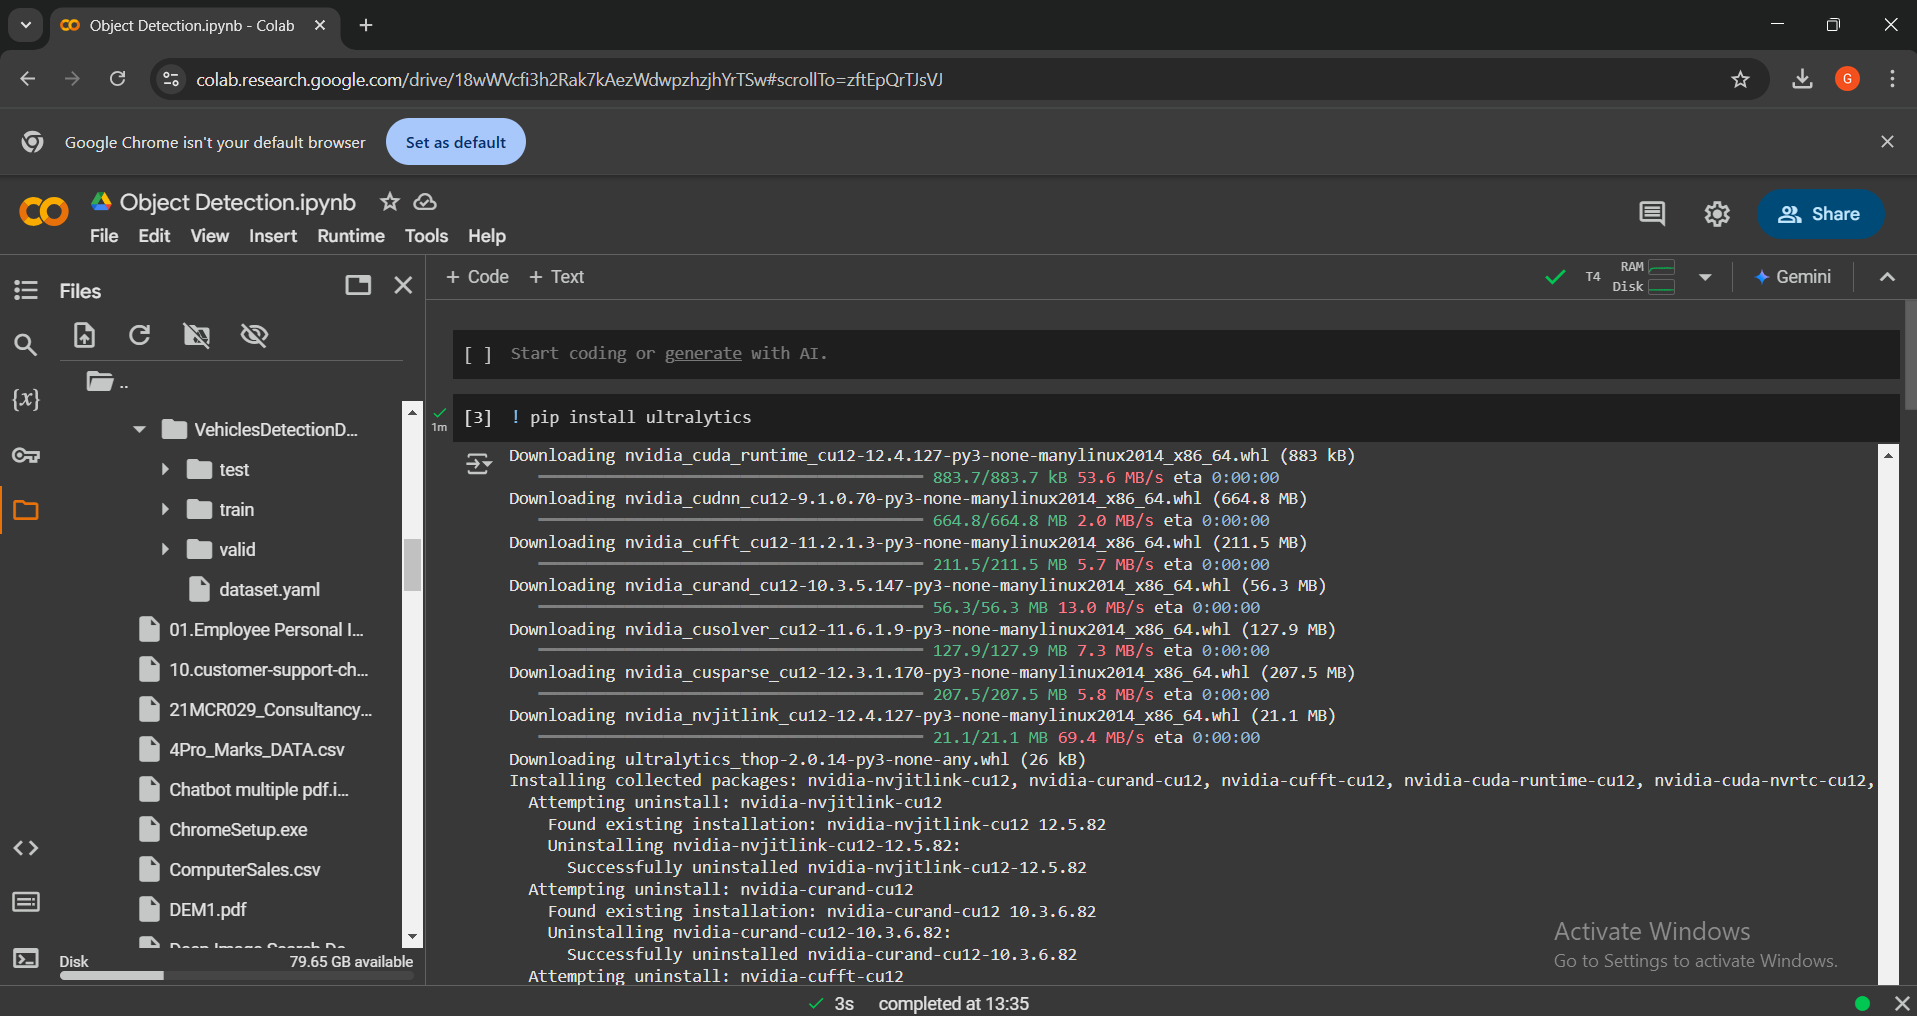 Object Detection.ipynb - Colab
colab.research.google.com/drive/18wWVcfi3h2Rak7kAezWdwpzhzjhYrTSw#scrollTo=zftEpQrTJsVJ
G
Google Chrome isn't your default browser
Set as default
Object Detection.ipynb
File Edit View Insert Runtime Tools Help
Share
Files
+ Code + Text
T4
RAM
Disk
Gemini
..
VehiclesDetectionD...
test
train
valid
dataset.yaml
01.Employee Personal I...
10.customer-support-ch...
21MCR029_Consultancy...
4Pro_Marks_DATA.csv
Chatbot multiple pdf.i...
ChromeSetup.exe
ComputerSales.csv
DEM1.pdf
Disk 79.65 GB available
{x}
[ ] Start coding or generate with AI.
1m
[3] ! pip install ultralytics
Downloading nvidia_cuda_runtime_cu12-12.4.127-py3-none-manylinux2014_x86_64.whl (883 kB)
883.7/883.7 kB 53.6 MB/s eta 0:00:00
Downloading nvidia_cudnn_cu12-9.1.0.70-py3-none-manylinux2014_x86_64.whl (664.8 MB)
664.8/664.8 MB 2.0 MB/s eta 0:00:00
Downloading nvidia_cufft_cu12-11.2.1.3-py3-none-manylinux2014_x86_64.whl (211.5 MB)
211.5/211.5 MB 5.7 MB/s eta 0:00:00
Downloading nvidia_curand_cu12-10.3.5.147-py3-none-manylinux2014_x86_64.whl (56.3 MB)
56.3/56.3 MB 13.0 MB/s eta 0:00:00
Downloading nvidia_cusolver_cu12-11.6.1.9-py3-none-manylinux2014_x86_64.whl (127.9 MB)
127.9/127.9 MB 7.3 MB/s eta 0:00:00
Downloading nvidia_cusparse_cu12-12.3.1.170-py3-none-manylinux2014_x86_64.whl (207.5 MB)
207.5/207.5 MB 5.8 MB/s eta 0:00:00
Downloading nvidia_nvjitlink_cu12-12.4.127-py3-none-manylinux2014_x86_64.whl (21.1 MB)
21.1/21.1 MB 69.4 MB/s eta 0:00:00
Downloading ultralytics_thop-2.0.14-py3-none-any.whl (26 kB)
Installing collected packages: nvidia-nvjitlink-cu12, nvidia-curand-cu12, nvidia-cufft-cu12, nvidia-cuda-runtime-cu12, nvidia-cuda-nvrtc-cu12,
Attempting uninstall: nvidia-nvjitlink-cu12
Found existing installation: nvidia-nvjitlink-cu12 12.5.82
Uninstalling nvidia-nvjitlink-cu12-12.5.82:
Successfully uninstalled nvidia-nvjitlink-cu12-12.5.82
Attempting uninstall: nvidia-curand-cu12
Found existing installation: nvidia-curand-cu12 10.3.6.82
Uninstalling nvidia-curand-cu12-10.3.6.82:
Successfully uninstalled nvidia-curand-cu12-10.3.6.82
Attempting uninstall: nvidia-cufft-cu12
Activate Windows
Go to Settings to activate Windows.
3s completed at 13:35